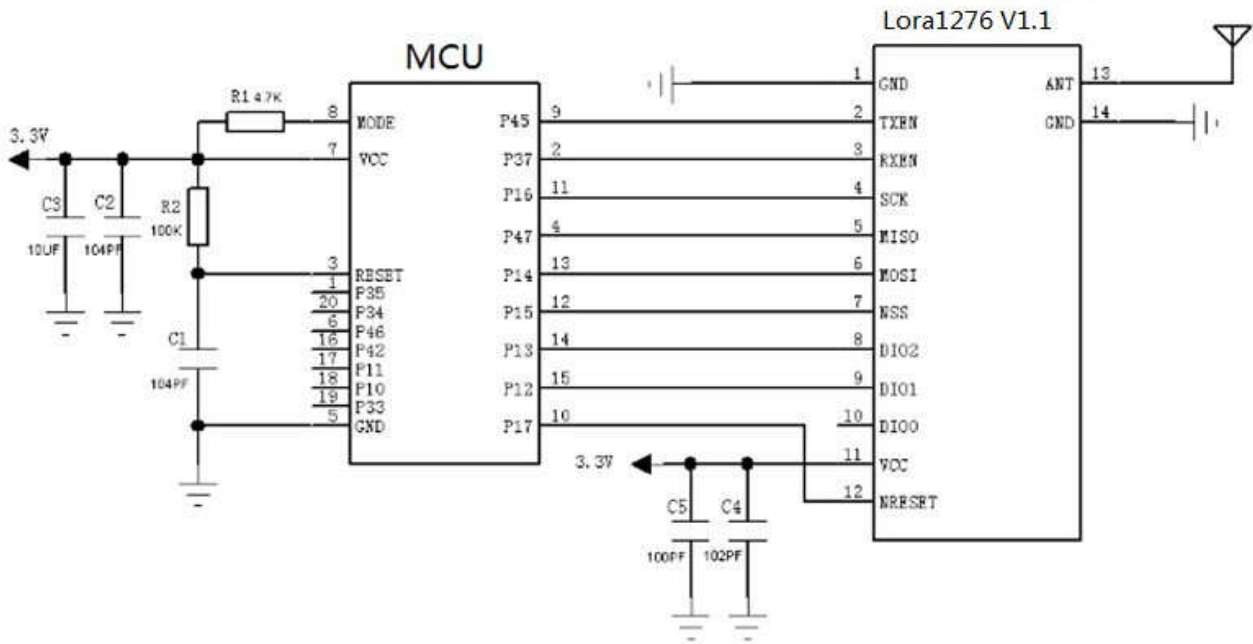 Lora1276 V1.1
MCU
R1 4.7K
3.3V
C3
10UF
C2
104PF
R2
100K
C1
104PF
8 MODE
7 VCC
3 RESET
1 P35
20 P34
6 P46
16 P42
17 P11
18 P10
19 P33
5 GND
P45 9
P37 2
P16 11
P47 4
P14 13
P15 12
P13 14
P12 15
P17 10
1 GND
2 TXEN
3 RXEN
4 SCK
5 MISO
6 MOSI
7 NSS
8 DIO2
9 DIO1
10 DIO0
11 VCC
12 NRESET
ANT 13
GND 14
3.3V
C5
100PF
C4
102PF